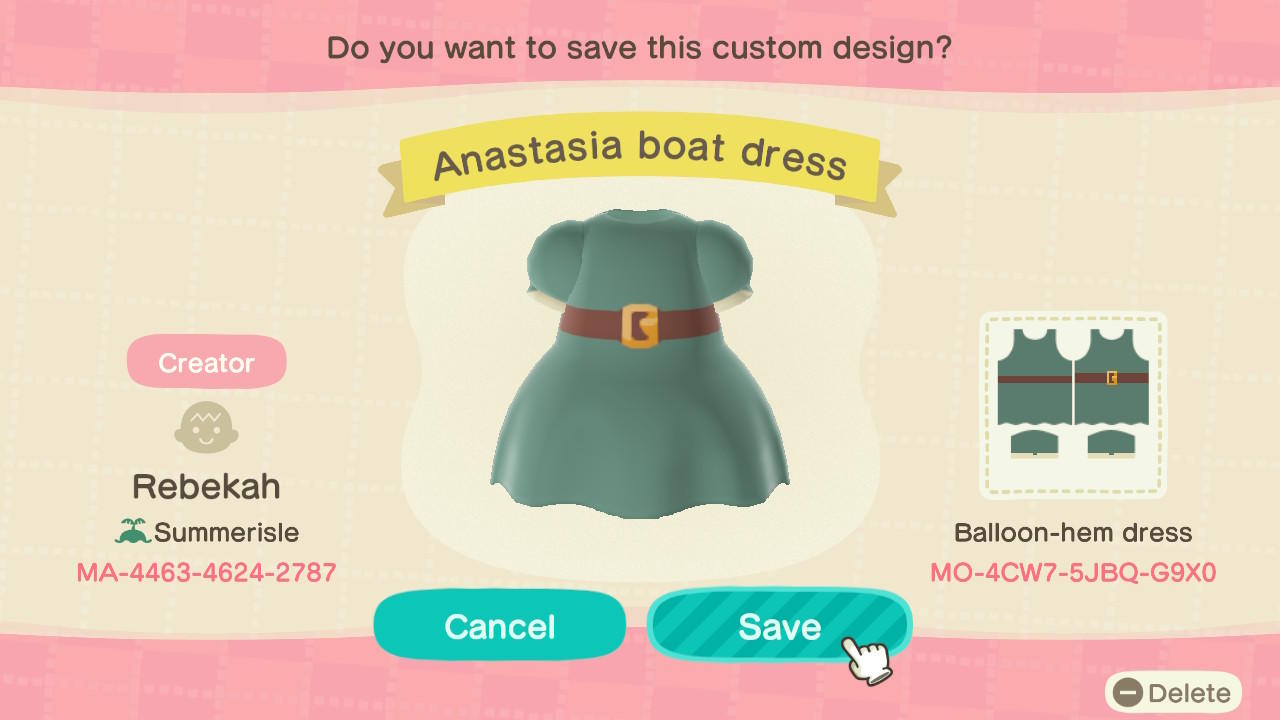 Do you want to save this custom design?
Anastasia boat dress
Creator
Rebekah
Summerisle
MA-4463-4624-2787
Balloon-hem dress
MO-4CW7-5JBQ-G9X0
Cancel
Save
Delete